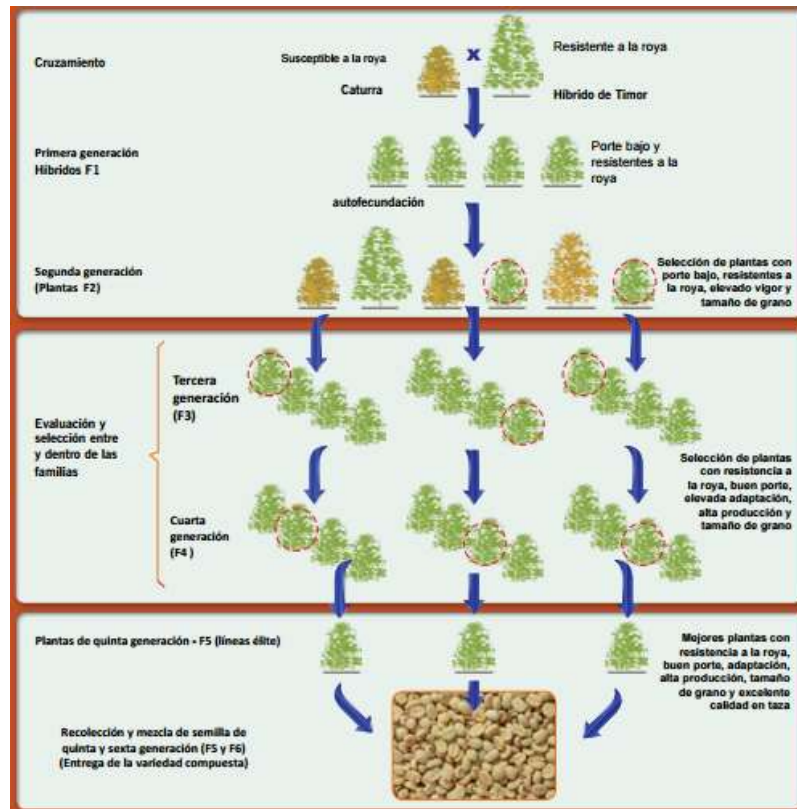 Cruzamiento
Susceptible a la roya
Caturra
x
Resistente a la roya
Híbrido de Timor
Primera generación
Híbridos F1
Porte bajo y
resistentes a la
roya
autofecundación
Segunda generación
(Plantas F2)
Selección de plantas con
porte bajo, resistentes a
la roya, elevado vigor y
tamaño de grano
Evaluación y
selección entre
y dentro de las
familias
Tercera
generación
(F3)
Cuarta
generación
(F4 )
Selección de plantas
con resistencia a
la roya, buen porte,
elevada adaptación,
alta producción y
tamaño de grano
Plantas de quinta generación - F5 (líneas élite)
Mejores plantas con
resistencia a la roya,
buen porte, adaptación,
alta producción, tamaño
de grano y excelente
calidad en taza
Recolección y mezcla de semilla de
quinta y sexta generación (F5 y F6)
(Entrega de la variedad compuesta)